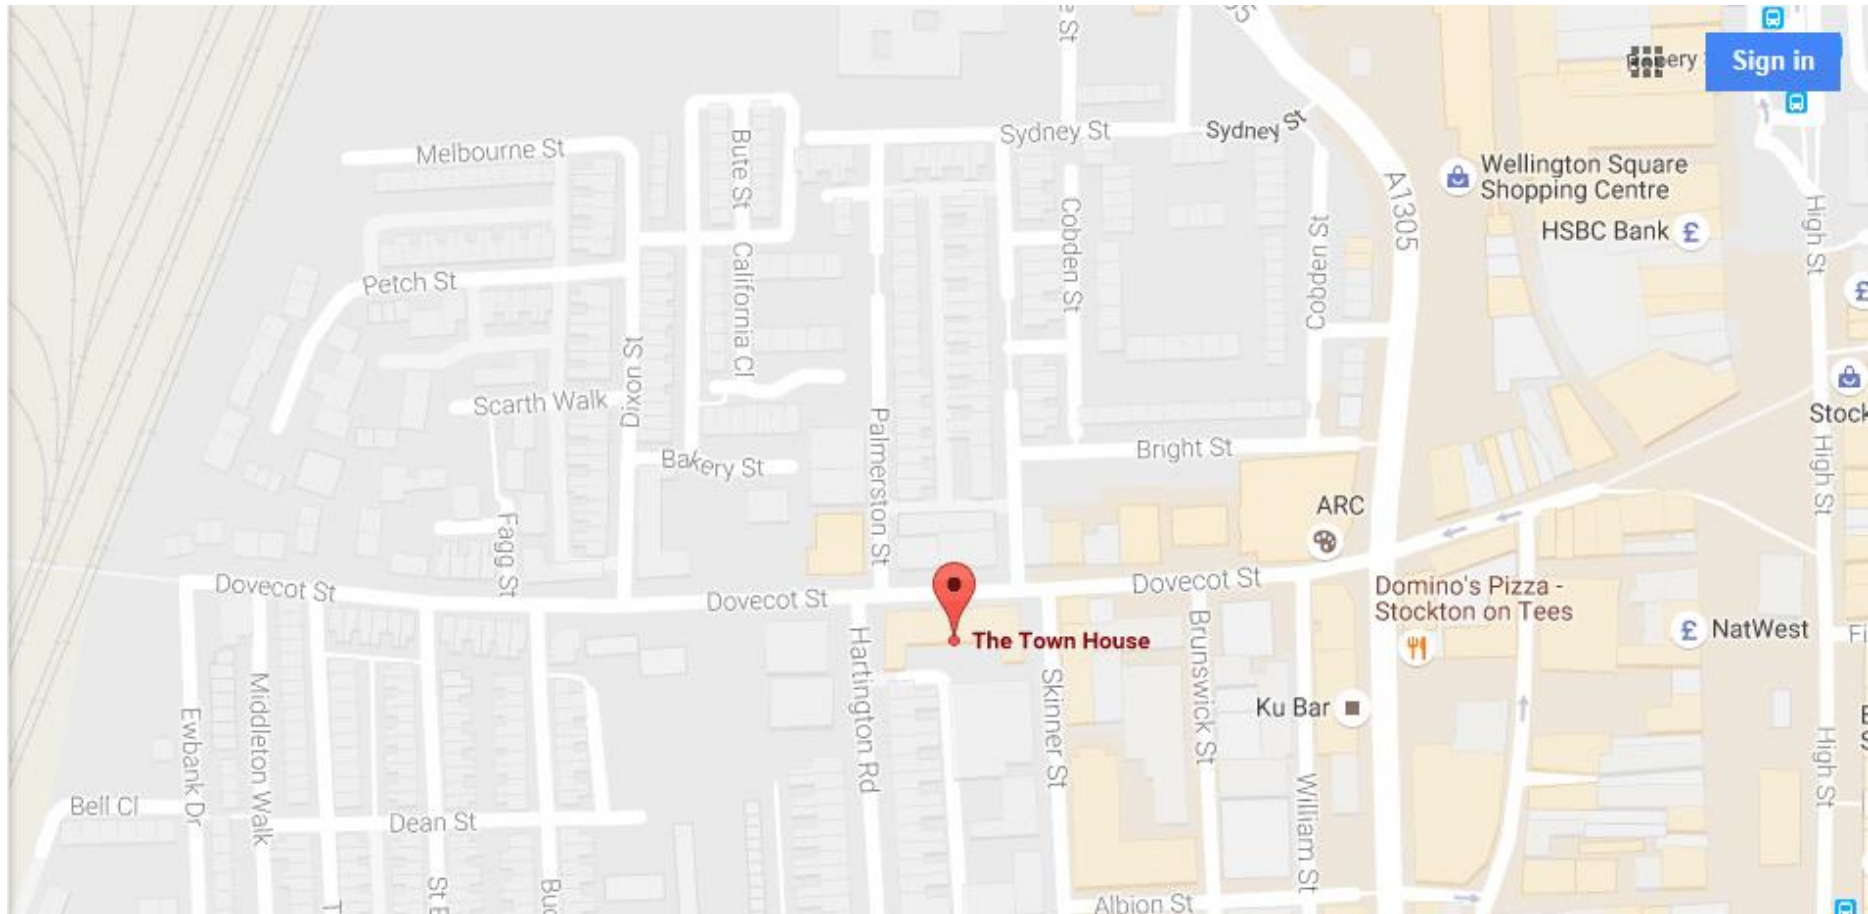 Sign in
Sydney St
Sydney St
Melbourne St
Bute St
Wellington Square
Shopping Centre
A1305
HSBC Bank
£
High St
Cobden St
Cobden St
Petch St
California Cl
Dixon St
Scarth Walk
Palmerston St
Bakery St
Bright St
High St
ARC
Fagg St
Dovecot St
Dovecot St
Dovecot St
Domino's Pizza -
Stockton on Tees
The Town House
£
NatWest
Hartington Rd
Skinner St
Brunswick St
Ku Bar
Ewbank Dr
Middleton Walk
William St
High St
Bell Cl
Dean St
Albion St